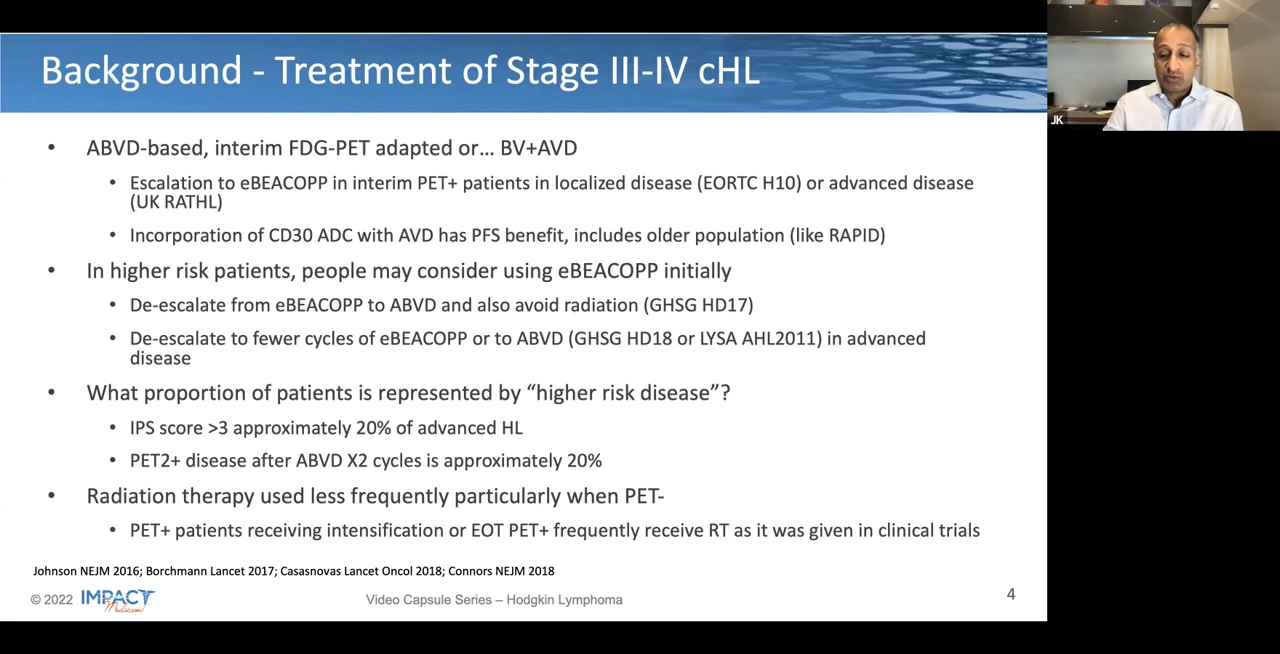 Background - Treatment of Stage III-IV cHL
JK
• ABVD-based, interim FDG-PET adapted or… BV+AVD
• Escalation to eBEACOPP in interim PET+ patients in localized disease (EORTC H10) or advanced disease
(UK RATHL)
• Incorporation of CD30 ADC with AVD has PFS benefit, includes older population (like RAPID)
• In higher risk patients, people may consider using eBEACOPP initially
• De-escalate from eBEACOPP to ABVD and also avoid radiation (GHSG HD17)
• De-escalate to fewer cycles of eBEACOPP or to ABVD (GHSG HD18 or LYSA AHL2011) in advanced
disease
• What proportion of patients is represented by “higher risk disease”?
• IPS score >3 approximately 20% of advanced HL
• PET2+ disease after ABVD X2 cycles is approximately 20%
• Radiation therapy used less frequently particularly when PET-
• PET+ patients receiving intensification or EOT PET+ frequently receive RT as it was given in clinical trials
Johnson NEJM 2016; Borchmann Lancet 2017; Casasnovas Lancet Oncol 2018; Connors NEJM 2018
© 2022 IMPACT Medicom! Video Capsule Series – Hodgkin Lymphoma 4